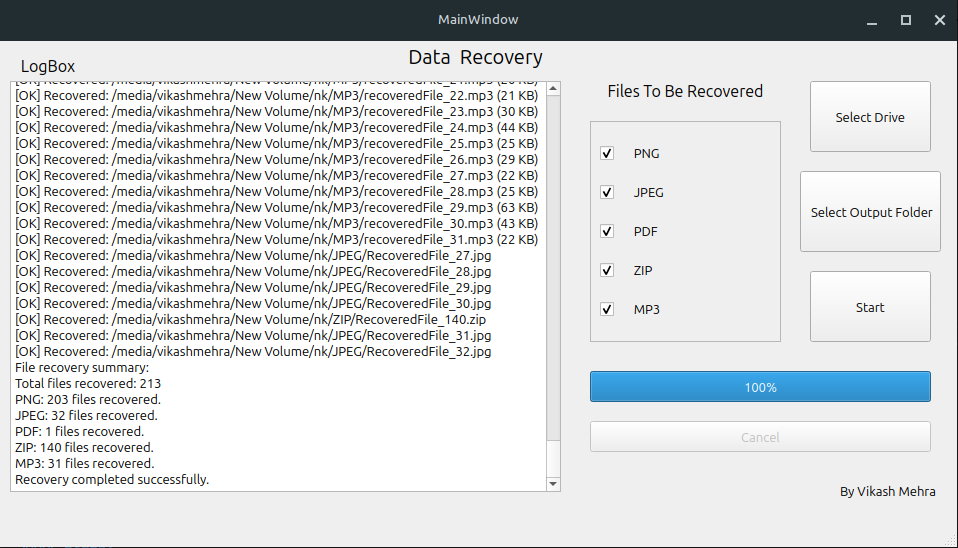 MainWindow
Data Recovery
LogBox
[OK] Recovered: /media/vikashmehra/New Volume/nk/MP3/recoveredFile_22.mp3 (21 KB)
[OK] Recovered: /media/vikashmehra/New Volume/nk/MP3/recoveredFile_23.mp3 (30 KB)
[OK] Recovered: /media/vikashmehra/New Volume/nk/MP3/recoveredFile_24.mp3 (44 KB)
[OK] Recovered: /media/vikashmehra/New Volume/nk/MP3/recoveredFile_25.mp3 (25 KB)
[OK] Recovered: /media/vikashmehra/New Volume/nk/MP3/recoveredFile_26.mp3 (29 KB)
[OK] Recovered: /media/vikashmehra/New Volume/nk/MP3/recoveredFile_27.mp3 (22 KB)
[OK] Recovered: /media/vikashmehra/New Volume/nk/MP3/recoveredFile_28.mp3 (25 KB)
[OK] Recovered: /media/vikashmehra/New Volume/nk/MP3/recoveredFile_29.mp3 (63 KB)
[OK] Recovered: /media/vikashmehra/New Volume/nk/MP3/recoveredFile_30.mp3 (43 KB)
[OK] Recovered: /media/vikashmehra/New Volume/nk/MP3/recoveredFile_31.mp3 (22 KB)
[OK] Recovered: /media/vikashmehra/New Volume/nk/JPEG/RecoveredFile_27.jpg
[OK] Recovered: /media/vikashmehra/New Volume/nk/JPEG/RecoveredFile_28.jpg
[OK] Recovered: /media/vikashmehra/New Volume/nk/JPEG/RecoveredFile_29.jpg
[OK] Recovered: /media/vikashmehra/New Volume/nk/JPEG/RecoveredFile_30.jpg
[OK] Recovered: /media/vikashmehra/New Volume/nk/ZIP/RecoveredFile_140.zip
[OK] Recovered: /media/vikashmehra/New Volume/nk/JPEG/RecoveredFile_31.jpg
[OK] Recovered: /media/vikashmehra/New Volume/nk/JPEG/RecoveredFile_32.jpg
File recovery summary:
Total files recovered: 213
PNG: 203 files recovered.
JPEG: 32 files recovered.
PDF: 1 files recovered.
ZIP: 140 files recovered.
MP3: 31 files recovered.
Recovery completed successfully.
Files To Be Recovered
PNG
JPEG
PDF
ZIP
MP3
Select Drive
Select Output Folder
Start
100%
Cancel
By Vikash Mehra